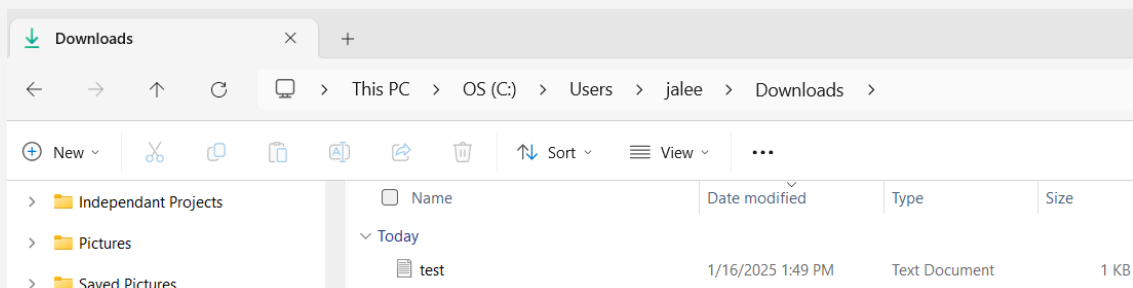 Downloads
This PC > OS (C:) > Users > jalee > Downloads >
New Sort View
Name Date modified Type Size
Independant Projects
Today
Pictures
test 1/16/2025 1:49 PM Text Document 1 KB
Saved Pictures